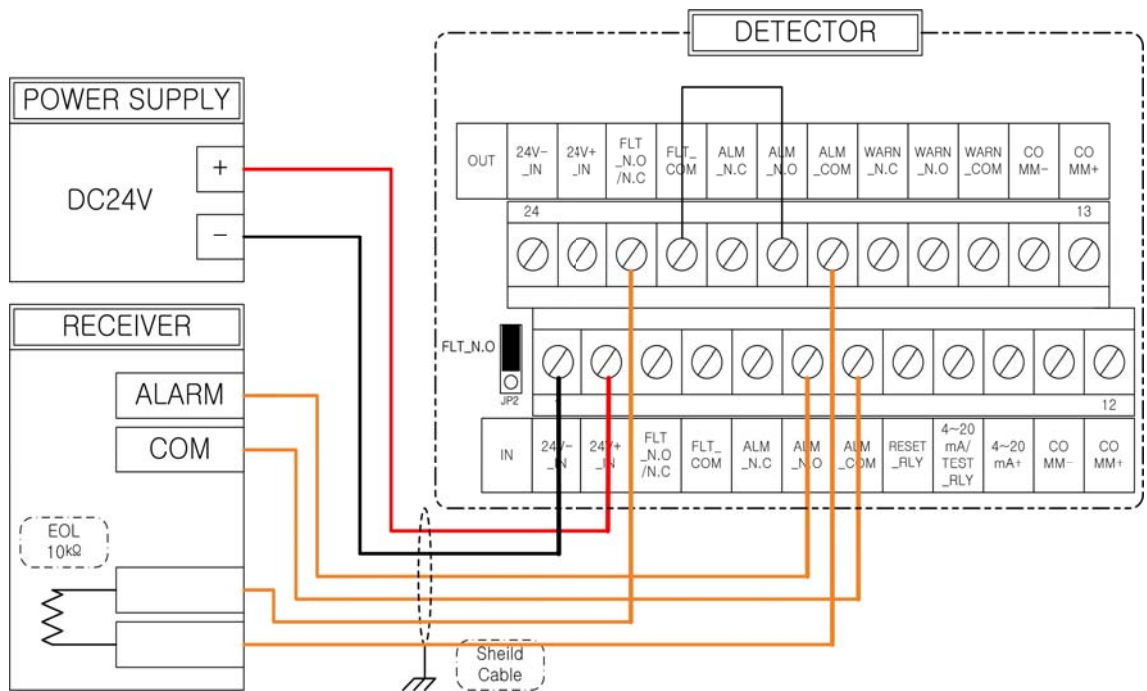 DETECTOR
POWER SUPPLY
+
DC24V
−
RECEIVER
ALARM
COM
EOL
10kΩ
OUT
24V-
_IN
24V+
_IN
FLT
_N.O
/N.C
FLT_
COM
ALM
_N.C
ALM
_N.O
ALM
_COM
WARN
_N.C
WARN
_N.O
WARN
_COM
CO
MM-
CO
MM+
24
13
FLT_N.O
JP2
12
IN
24V-
_IN
24V+
_IN
FLT
_N.O
/N.C
FLT_
COM
ALM
_N.C
ALM
_N.O
ALM
_COM
RESET
_RLY
4~20
mA/
TEST
_RLY
4~20
mA+
CO
MM-
CO
MM+
Sheild
Cable